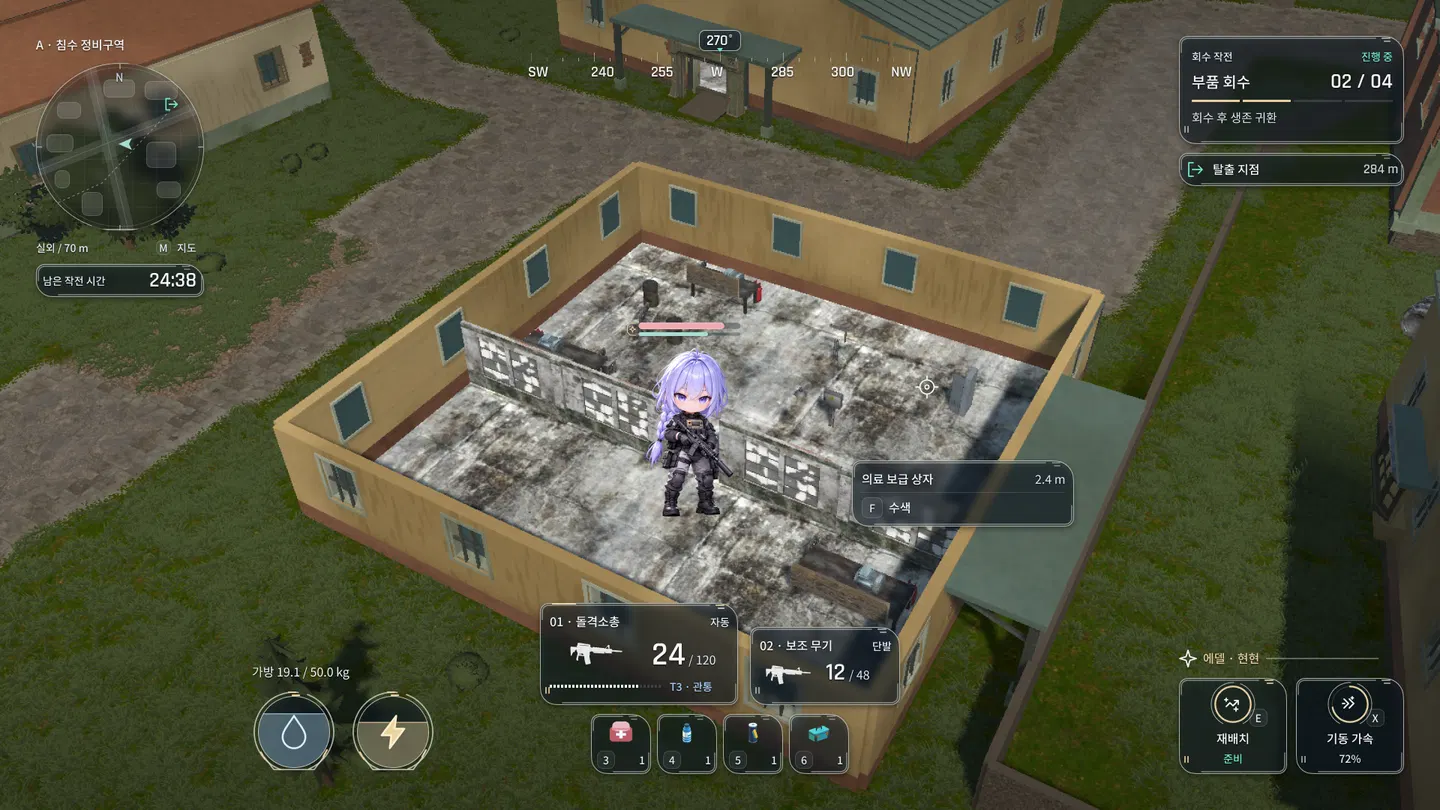 A · 침수 정비구역
N
실외 / 70 m
M 지도
남은 작전 시간 24:38
270°
SW 240 255 W 285 300 NW
회수 작전 진행 중
부품 회수 02 / 04
회수 후 생존 귀환
탈출 지점 284 m
의료 보급 상자 2.4 m
F 수색
가방 19.1 / 50.0 kg
01 · 돌격소총 자동
24 / 120
T3 · 관통
02 · 보조 무기 단발
12 / 48
3 1
4 1
5 1
6 1
에델 · 현현
E
재배치
준비
X
기동 가속
72%